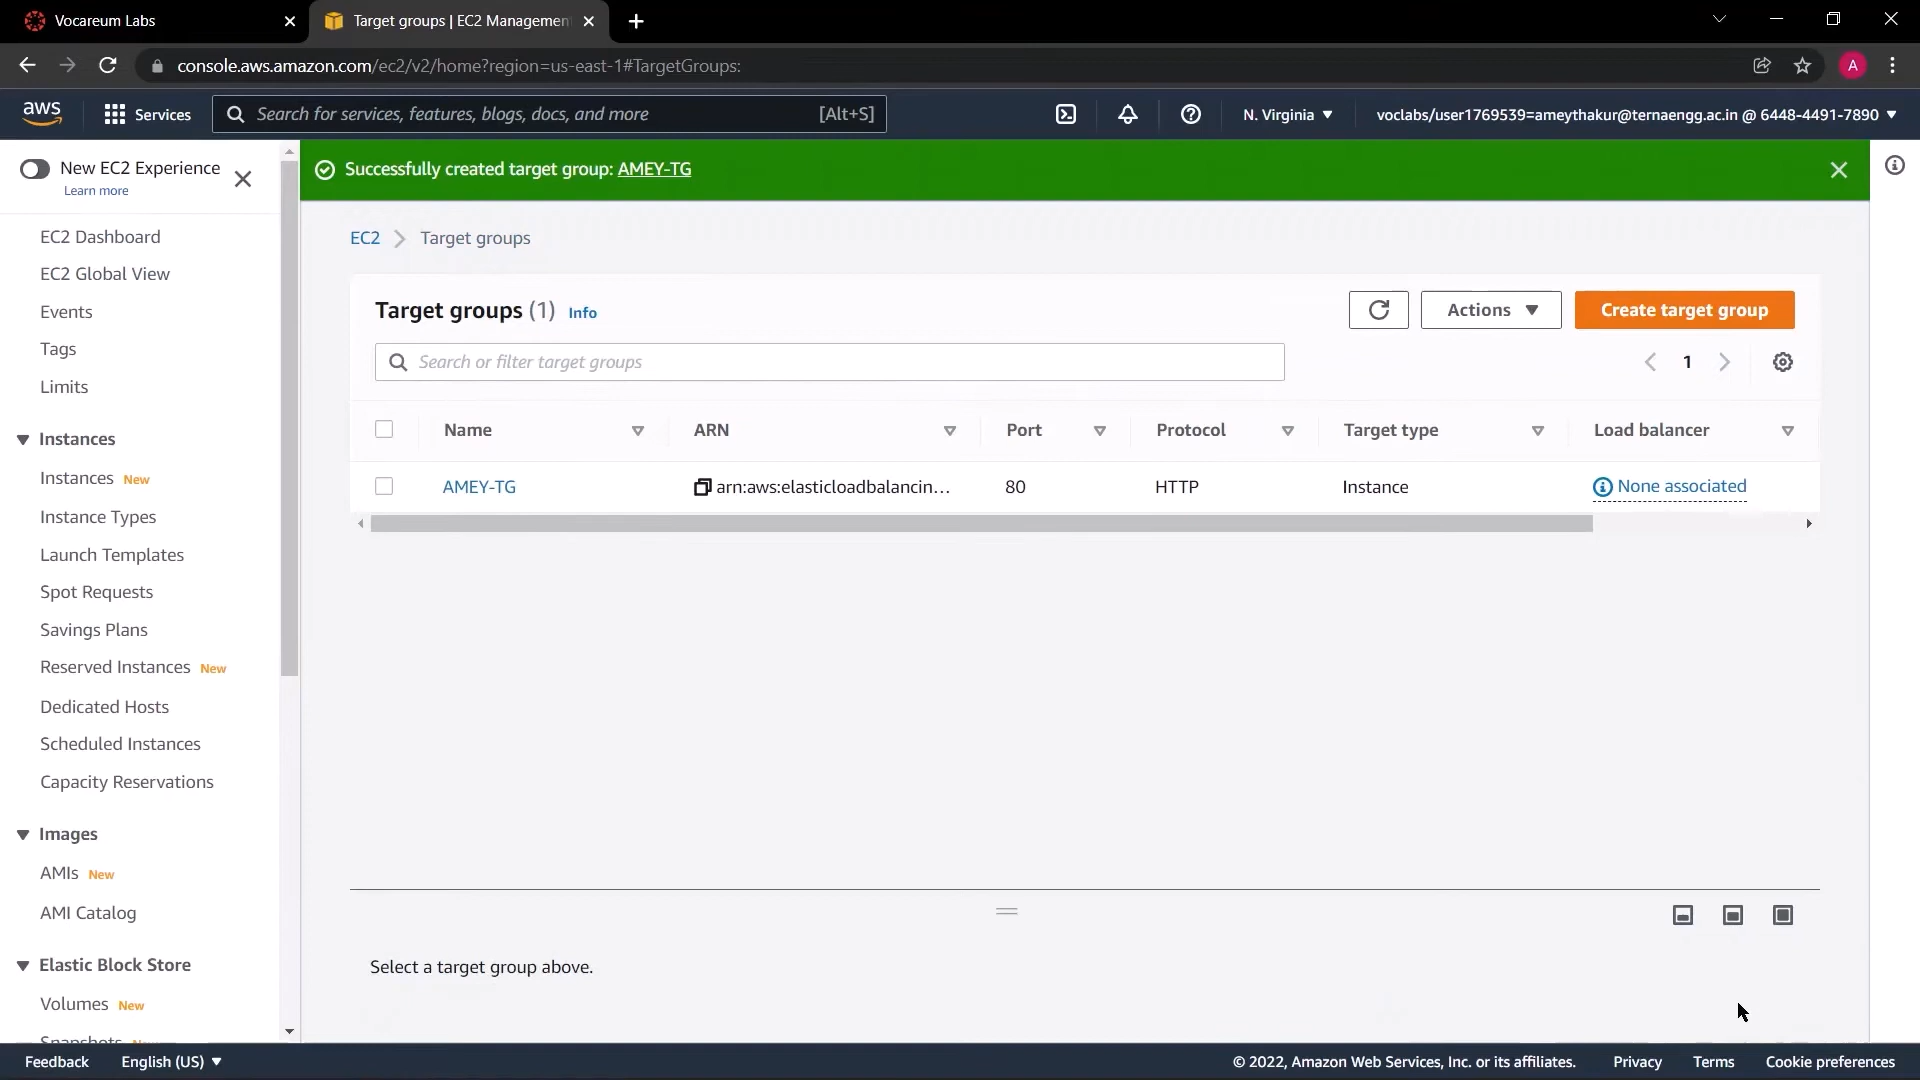 Vocareum Labs
Target groups | EC2 Managemen
console.aws.amazon.com/ec2/v2/home?region=us-east-1#TargetGroups:
A
aws
Services
Search for services, features, blogs, docs, and more
[Alt+S]
N. Virginia
voclabs/user1769539=ameythakur@ternaengg.ac.in @ 6448-4491-7890
New EC2 Experience
Learn more
EC2 Dashboard
EC2 Global View
Events
Tags
Limits
Instances
Instances New
Instance Types
Launch Templates
Spot Requests
Savings Plans
Reserved Instances New
Dedicated Hosts
Scheduled Instances
Capacity Reservations
Images
AMIs New
AMI Catalog
Elastic Block Store
Volumes New
Snapshots New
Successfully created target group: AMEY-TG
EC2 > Target groups
Target groups (1) Info
Actions
Create target group
Search or filter target groups
1
Name ARN Port Protocol Target type Load balancer
AMEY-TG arn:aws:elasticloadbalancin... 80 HTTP Instance None associated
Select a target group above.
Feedback
English (US)
© 2022, Amazon Web Services, Inc. or its affiliates.
Privacy
Terms
Cookie preferences